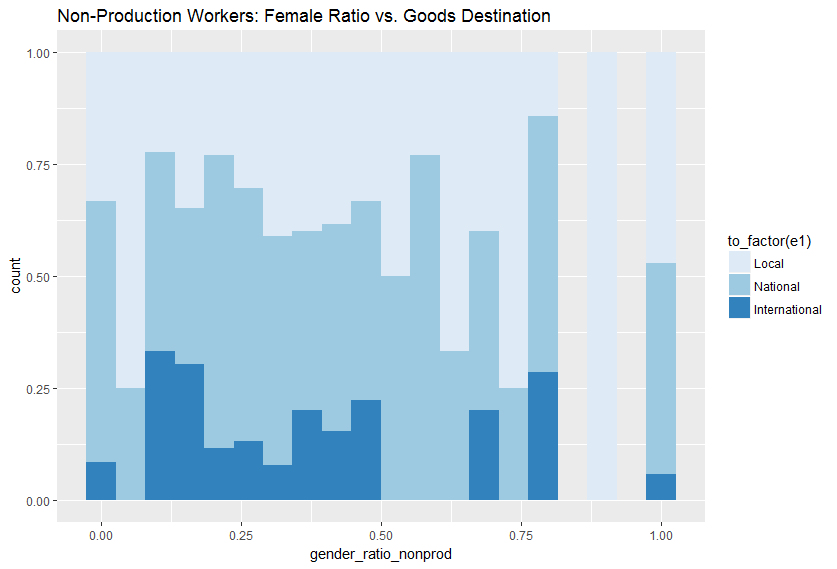 Non-Production Workers: Female Ratio vs. Goods Destination
1.00
0.75
0.50
0.25
0.00
count
0.00 0.25 0.50 0.75 1.00
gender_ratio_nonprod
to_factor(e1)
Local
National
International